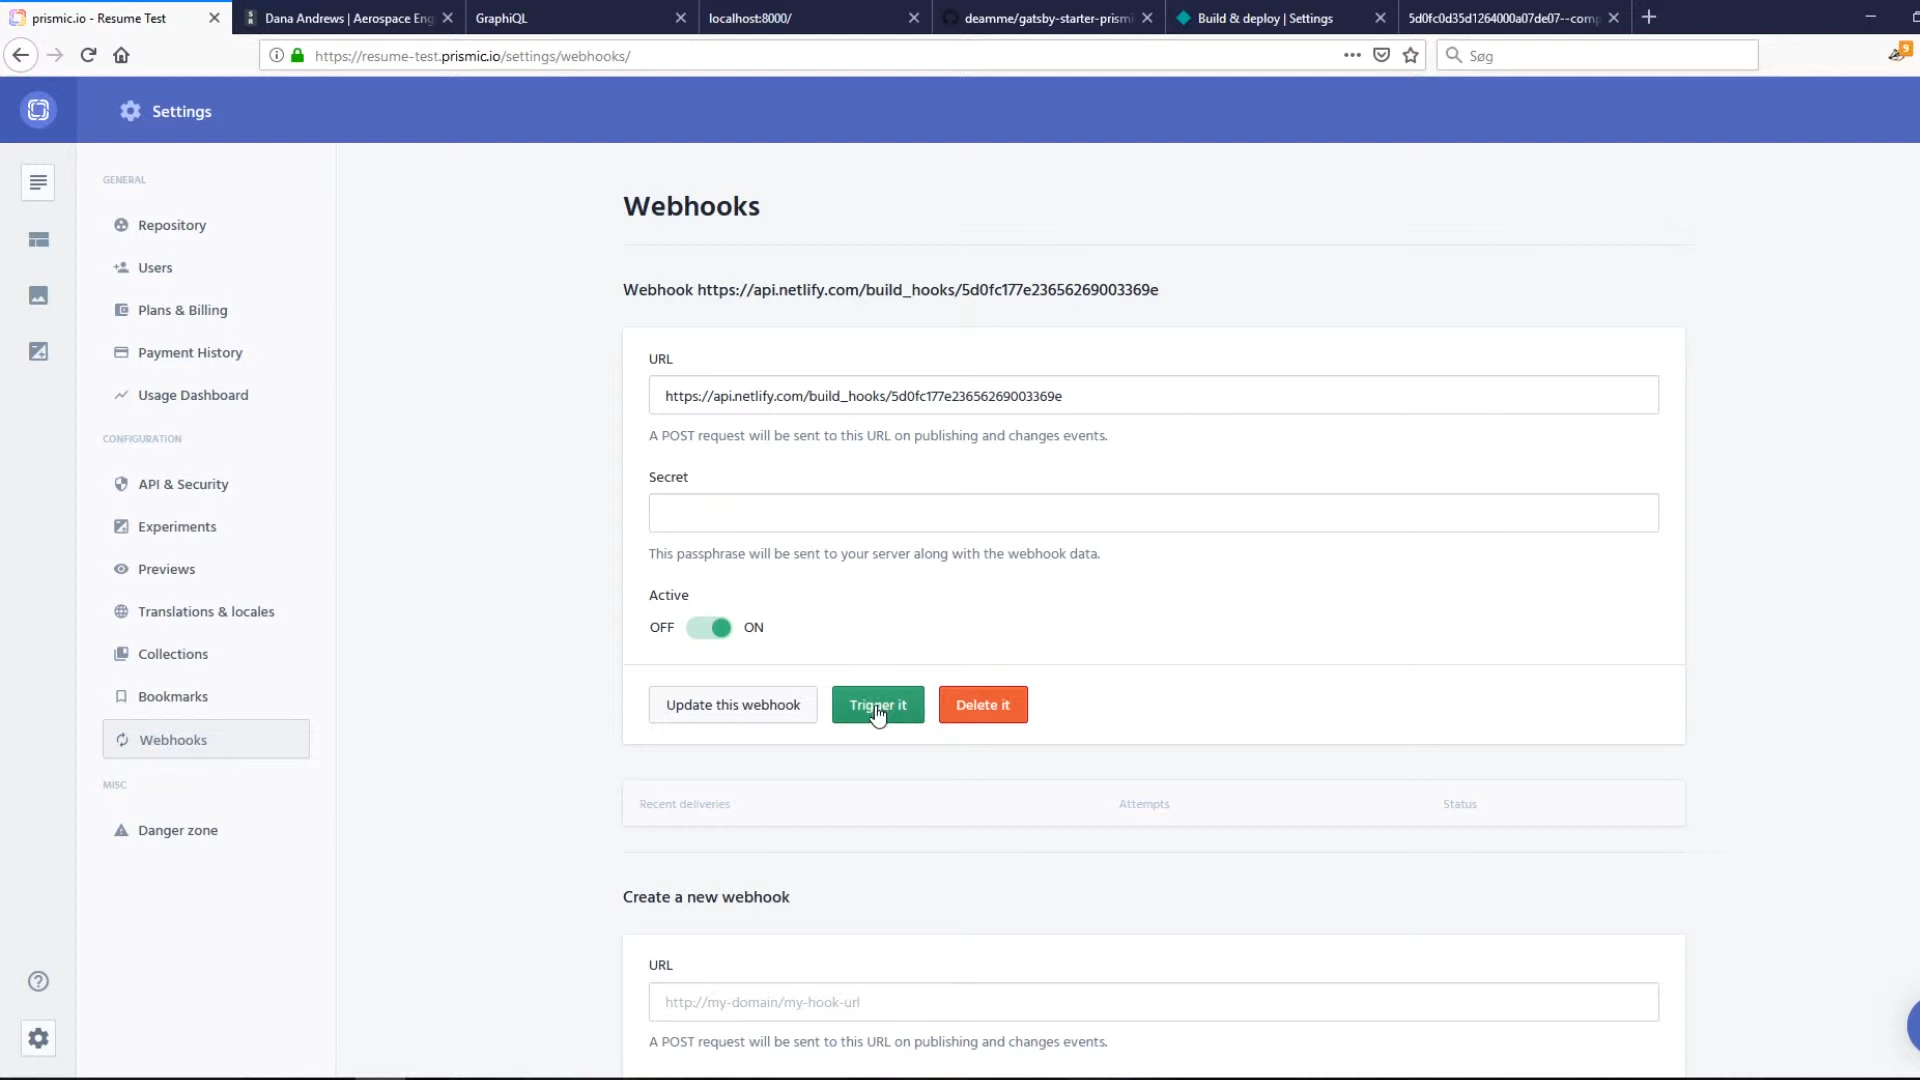 prismic.io - Resume Test
Dana Andrews | Aerospace Eng
GraphiQL
localhost:8000/
deamme/gatsby-starter-prismi
Build & deploy | Settings
5d0fc0d35d1264000a07de07--comp
https://resume-test.prismic.io/settings/webhooks/
Søg
9
Settings
GENERAL
Repository
Users
Plans & Billing
Payment History
Usage Dashboard
CONFIGURATION
API & Security
Experiments
Previews
Translations & locales
Collections
Bookmarks
Webhooks
MISC
Danger zone
Webhooks
Webhook https://api.netlify.com/build_hooks/5d0fc177e23656269003369e
URL
https://api.netlify.com/build_hooks/5d0fc177e23656269003369e
A POST request will be sent to this URL on publishing and changes events.
Secret
This passphrase will be sent to your server along with the webhook data.
Active
OFF ON
Update this webhook Trigger it Delete it
Recent deliveries Attempts Status
Create a new webhook
URL
http://my-domain/my-hook-url
A POST request will be sent to this URL on publishing and changes events.